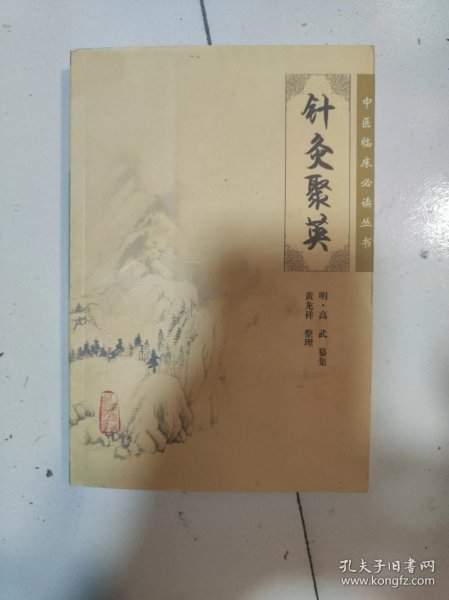 中医临床必读丛书
针灸聚英
明·高 武 纂集
黄龙祥 整理
孔夫子旧书网
www.kongfz.com